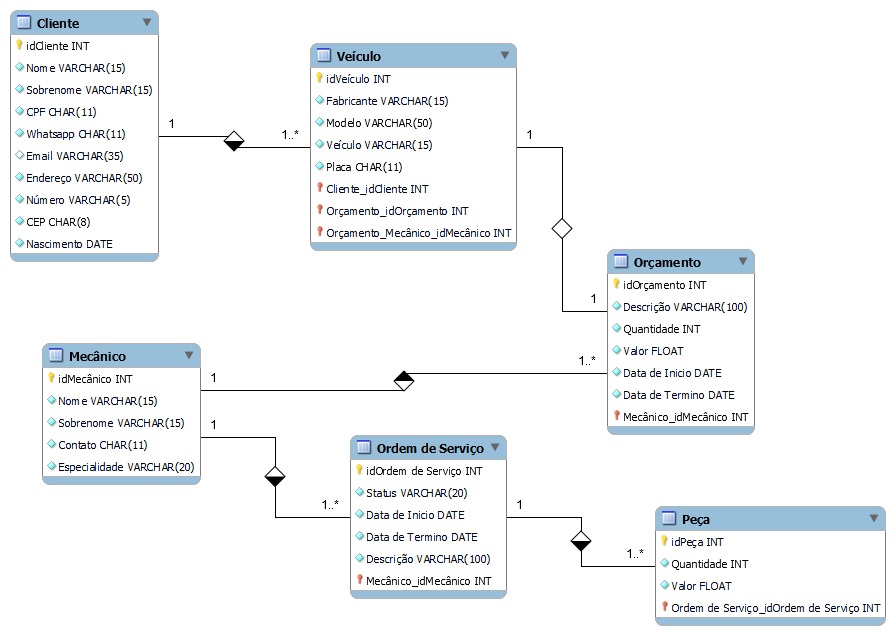 Cliente
idCliente INT
Nome VARCHAR(15)
Sobrenome VARCHAR(15)
CPF CHAR(11)
Whatsapp CHAR(11)
Email VARCHAR(35)
Endereço VARCHAR(50)
Número VARCHAR(5)
CEP CHAR(8)
Nascimento DATE
1
1..*
Veículo
idVeículo INT
Fabricante VARCHAR(15)
Modelo VARCHAR(50)
Veículo VARCHAR(15)
Placa CHAR(11)
Cliente_idCliente INT
Orçamento_idOrçamento INT
Orçamento_Mecânico_idMecânico INT
1
1
Orçamento
idOrçamento INT
Descrição VARCHAR(100)
Quantidade INT
Valor FLOAT
Data de Inicio DATE
Data de Termino DATE
Mecânico_idMecânico INT
Mecânico
idMecânico INT
Nome VARCHAR(15)
Sobrenome VARCHAR(15)
Contato CHAR(11)
Especialidade VARCHAR(20)
1
1..*
1
1..*
Ordem de Serviço
idOrdem de Serviço INT
Status VARCHAR(20)
Data de Inicio DATE
Data de Termino DATE
Descrição VARCHAR(100)
Mecânico_idMecânico INT
1
1..*
Peça
idPeça INT
Quantidade INT
Valor FLOAT
Ordem de Serviço_idOrdem de Serviço INT